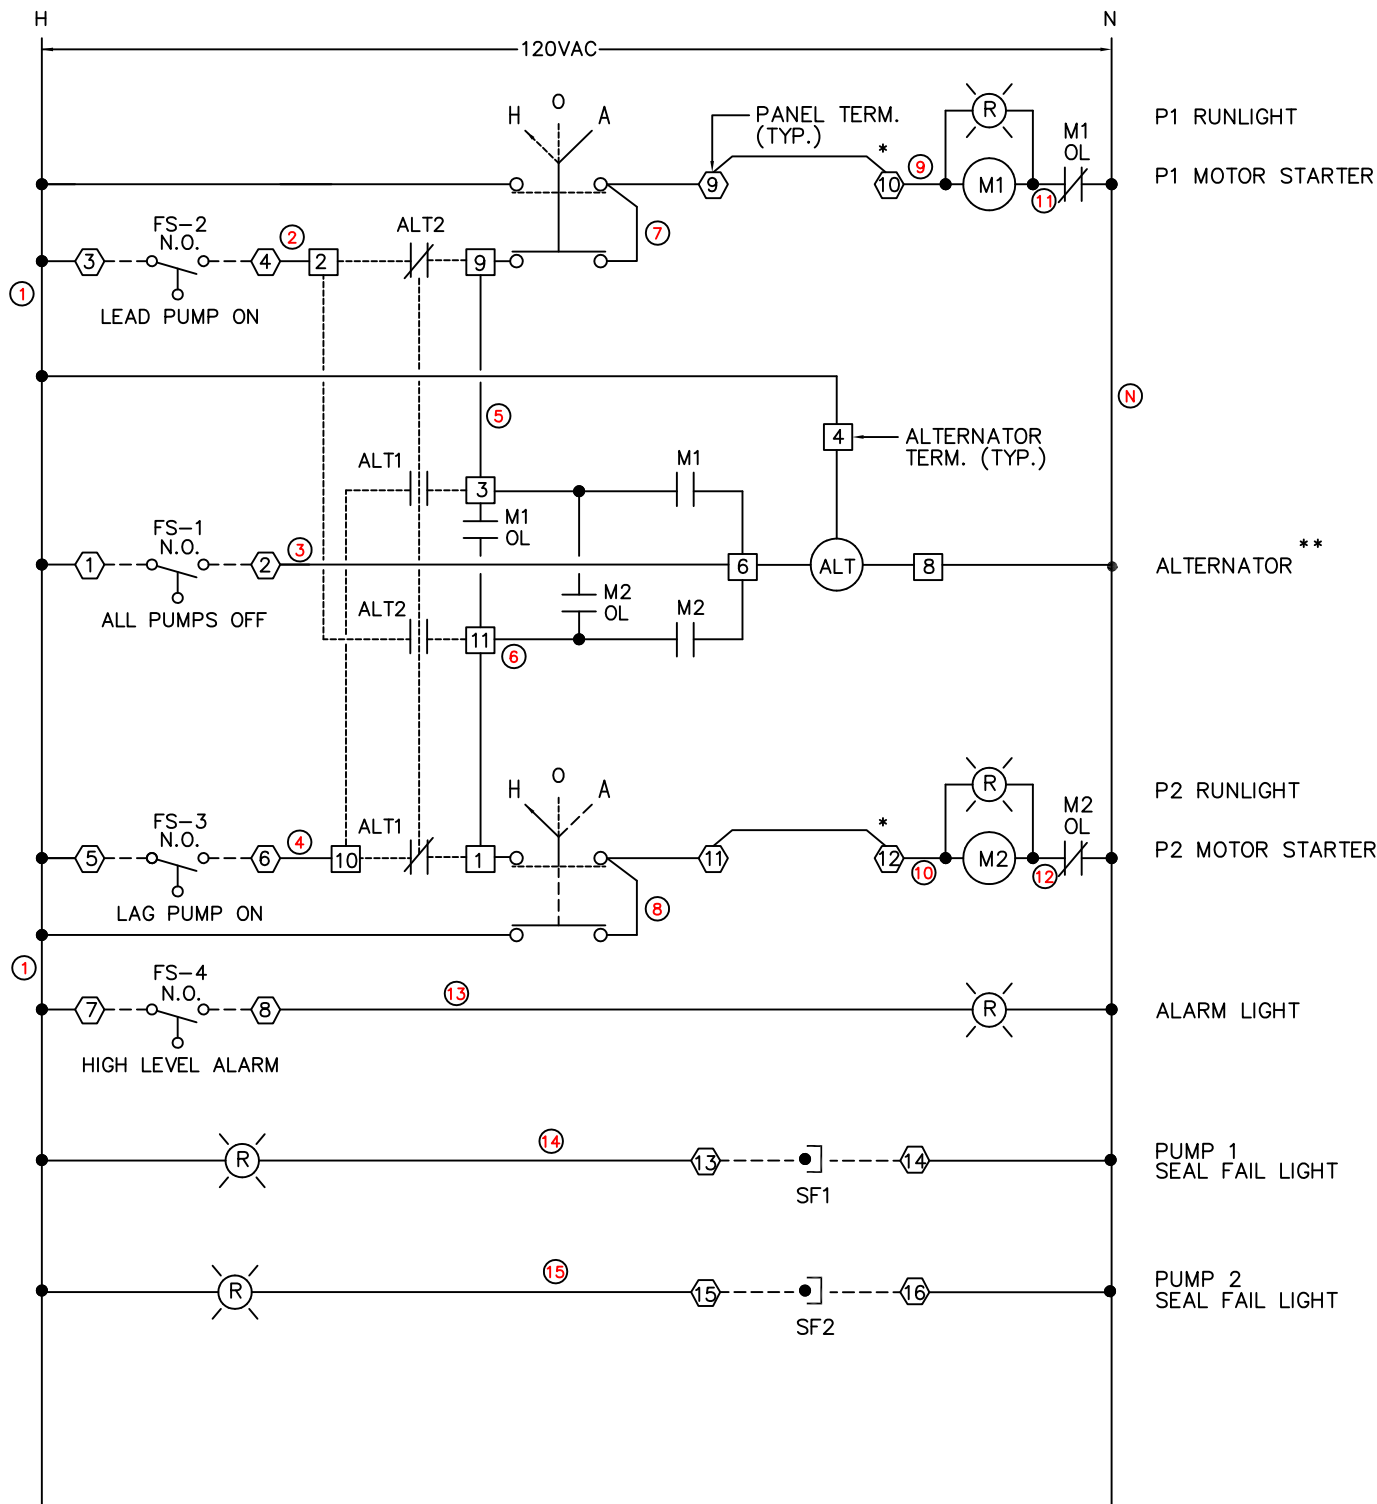 H
N
120VAC
H
O
A
PANEL TERM.
(TYP.)
*
R
P1 RUNLIGHT
M1
OL
9
10
9
M1
11
P1 MOTOR STARTER
FS-2
N.O.
3
4
2
2
ALT2
9
7
LEAD PUMP ON
1
N
5
4
ALTERNATOR
TERM. (TYP.)
ALT1
3
M1
M1
OL
FS-1
N.O.
1
2
3
6
ALT
8
ALTERNATOR **
ALL PUMPS OFF
ALT2
M2
OL
M2
11
6
H
O
A
R
P2 RUNLIGHT
M2
OL
FS-3
N.O.
5
6
4
10
ALT1
1
11
*
12
10
M2
12
P2 MOTOR STARTER
LAG PUMP ON
8
1
FS-4
N.O.
7
8
13
R
ALARM LIGHT
HIGH LEVEL ALARM
R
14
13
14
SF1
PUMP 1
SEAL FAIL LIGHT
R
15
15
16
SF2
PUMP 2
SEAL FAIL LIGHT